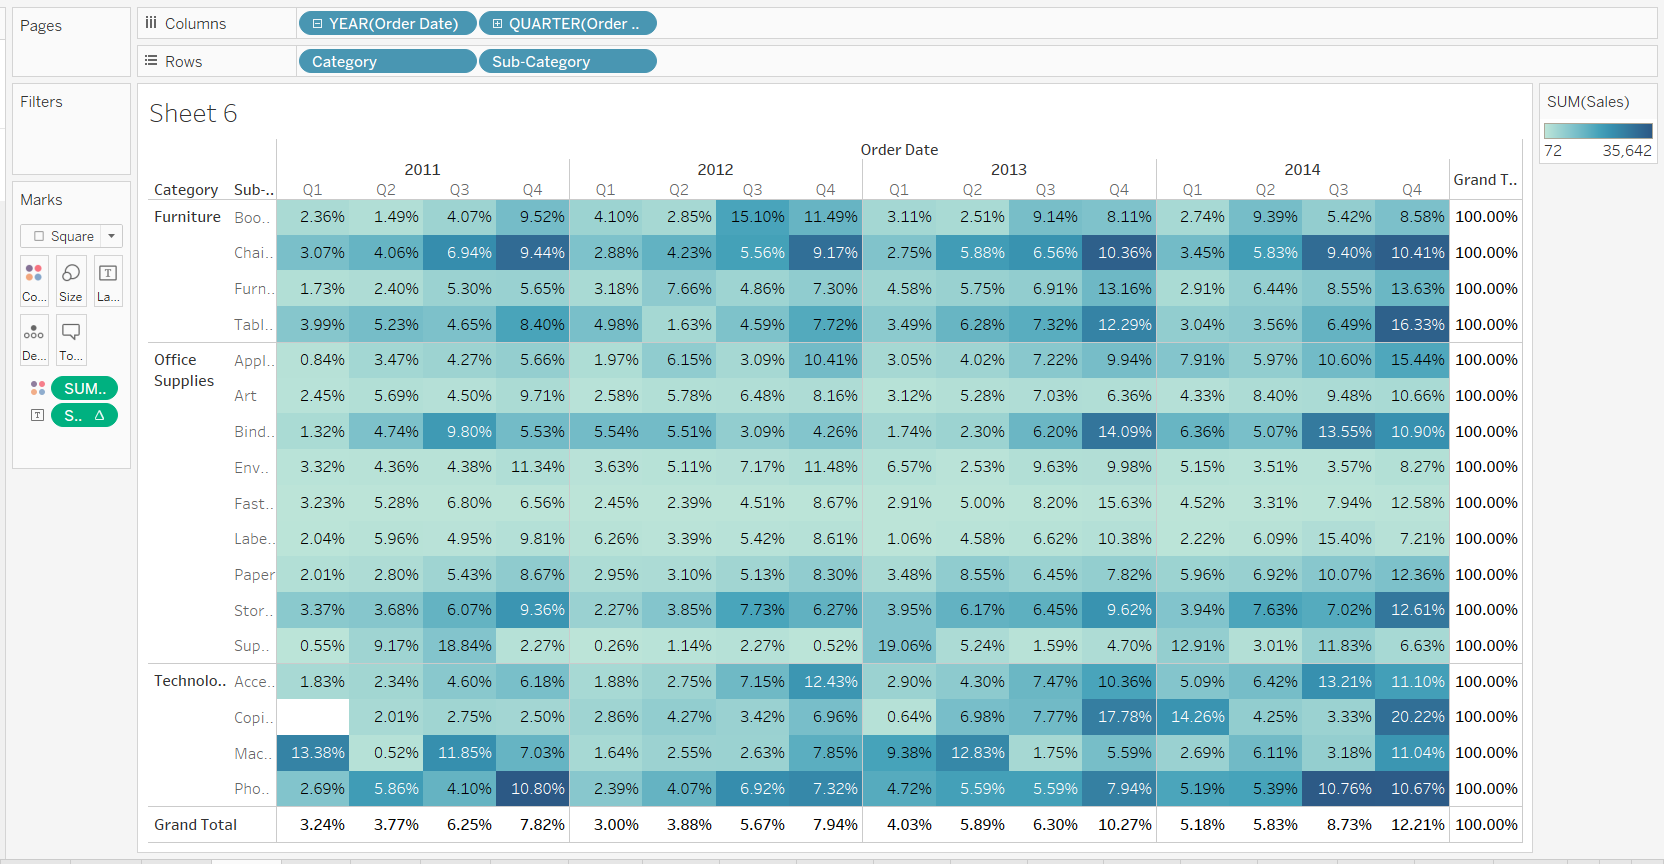 Pages
Columns YEAR(Order Date) QUARTER(Order ..
Rows Category Sub-Category
Filters
Marks
Square
Co... Size La...
De... To...
SUM..
T S.. Δ
Sheet 6
Order Date
2011 2012 2013 2014
Category Sub-.. Q1 Q2 Q3 Q4 Q1 Q2 Q3 Q4 Q1 Q2 Q3 Q4 Q1 Q2 Q3 Q4 Grand T..
Furniture Boo.. 2.36% 1.49% 4.07% 9.52% 4.10% 2.85% 15.10% 11.49% 3.11% 2.51% 9.14% 8.11% 2.74% 9.39% 5.42% 8.58% 100.00%
Chai.. 3.07% 4.06% 6.94% 9.44% 2.88% 4.23% 5.56% 9.17% 2.75% 5.88% 6.56% 10.36% 3.45% 5.83% 9.40% 10.41% 100.00%
Furn.. 1.73% 2.40% 5.30% 5.65% 3.18% 7.66% 4.86% 7.30% 4.58% 5.75% 6.91% 13.16% 2.91% 6.44% 8.55% 13.63% 100.00%
Tabl.. 3.99% 5.23% 4.65% 8.40% 4.98% 1.63% 4.59% 7.72% 3.49% 6.28% 7.32% 12.29% 3.04% 3.56% 6.49% 16.33% 100.00%
Office Supplies Appl.. 0.84% 3.47% 4.27% 5.66% 1.97% 6.15% 3.09% 10.41% 3.05% 4.02% 7.22% 9.94% 7.91% 5.97% 10.60% 15.44% 100.00%
Art 2.45% 5.69% 4.50% 9.71% 2.58% 5.78% 6.48% 8.16% 3.12% 5.28% 7.03% 6.36% 4.33% 8.40% 9.48% 10.66% 100.00%
Bind.. 1.32% 4.74% 9.80% 5.53% 5.54% 5.51% 3.09% 4.26% 1.74% 2.30% 6.20% 14.09% 6.36% 5.07% 13.55% 10.90% 100.00%
Env.. 3.32% 4.36% 4.38% 11.34% 3.63% 5.11% 7.17% 11.48% 6.57% 2.53% 9.63% 9.98% 5.15% 3.51% 3.57% 8.27% 100.00%
Fast.. 3.23% 5.28% 6.80% 6.56% 2.45% 2.39% 4.51% 8.67% 2.91% 5.00% 8.20% 15.63% 4.52% 3.31% 7.94% 12.58% 100.00%
Labe.. 2.04% 5.96% 4.95% 9.81% 6.26% 3.39% 5.42% 8.61% 1.06% 4.58% 6.62% 10.38% 2.22% 6.09% 15.40% 7.21% 100.00%
Paper 2.01% 2.80% 5.43% 8.67% 2.95% 3.10% 5.13% 8.30% 3.48% 8.55% 6.45% 7.82% 5.96% 6.92% 10.07% 12.36% 100.00%
Stor.. 3.37% 3.68% 6.07% 9.36% 2.27% 3.85% 7.73% 6.27% 3.95% 6.17% 6.45% 9.62% 3.94% 7.63% 7.02% 12.61% 100.00%
Sup.. 0.55% 9.17% 18.84% 2.27% 0.26% 1.14% 2.27% 0.52% 19.06% 5.24% 1.59% 4.70% 12.91% 3.01% 11.83% 6.63% 100.00%
Technolo.. Acce.. 1.83% 2.34% 4.60% 6.18% 1.88% 2.75% 7.15% 12.43% 2.90% 4.30% 7.47% 10.36% 5.09% 6.42% 13.21% 11.10% 100.00%
Copi.. 2.01% 2.75% 2.50% 2.86% 4.27% 3.42% 6.96% 0.64% 6.98% 7.77% 17.78% 14.26% 4.25% 3.33% 20.22% 100.00%
Mac.. 13.38% 0.52% 11.85% 7.03% 1.64% 2.55% 2.63% 7.85% 9.38% 12.83% 1.75% 5.59% 2.69% 6.11% 3.18% 11.04% 100.00%
Pho.. 2.69% 5.86% 4.10% 10.80% 2.39% 4.07% 6.92% 7.32% 4.72% 5.59% 5.59% 7.94% 5.19% 5.39% 10.76% 10.67% 100.00%
Grand Total 3.24% 3.77% 6.25% 7.82% 3.00% 3.88% 5.67% 7.94% 4.03% 5.89% 6.30% 10.27% 5.18% 5.83% 8.73% 12.21% 100.00%
SUM(Sales)
72 35,642